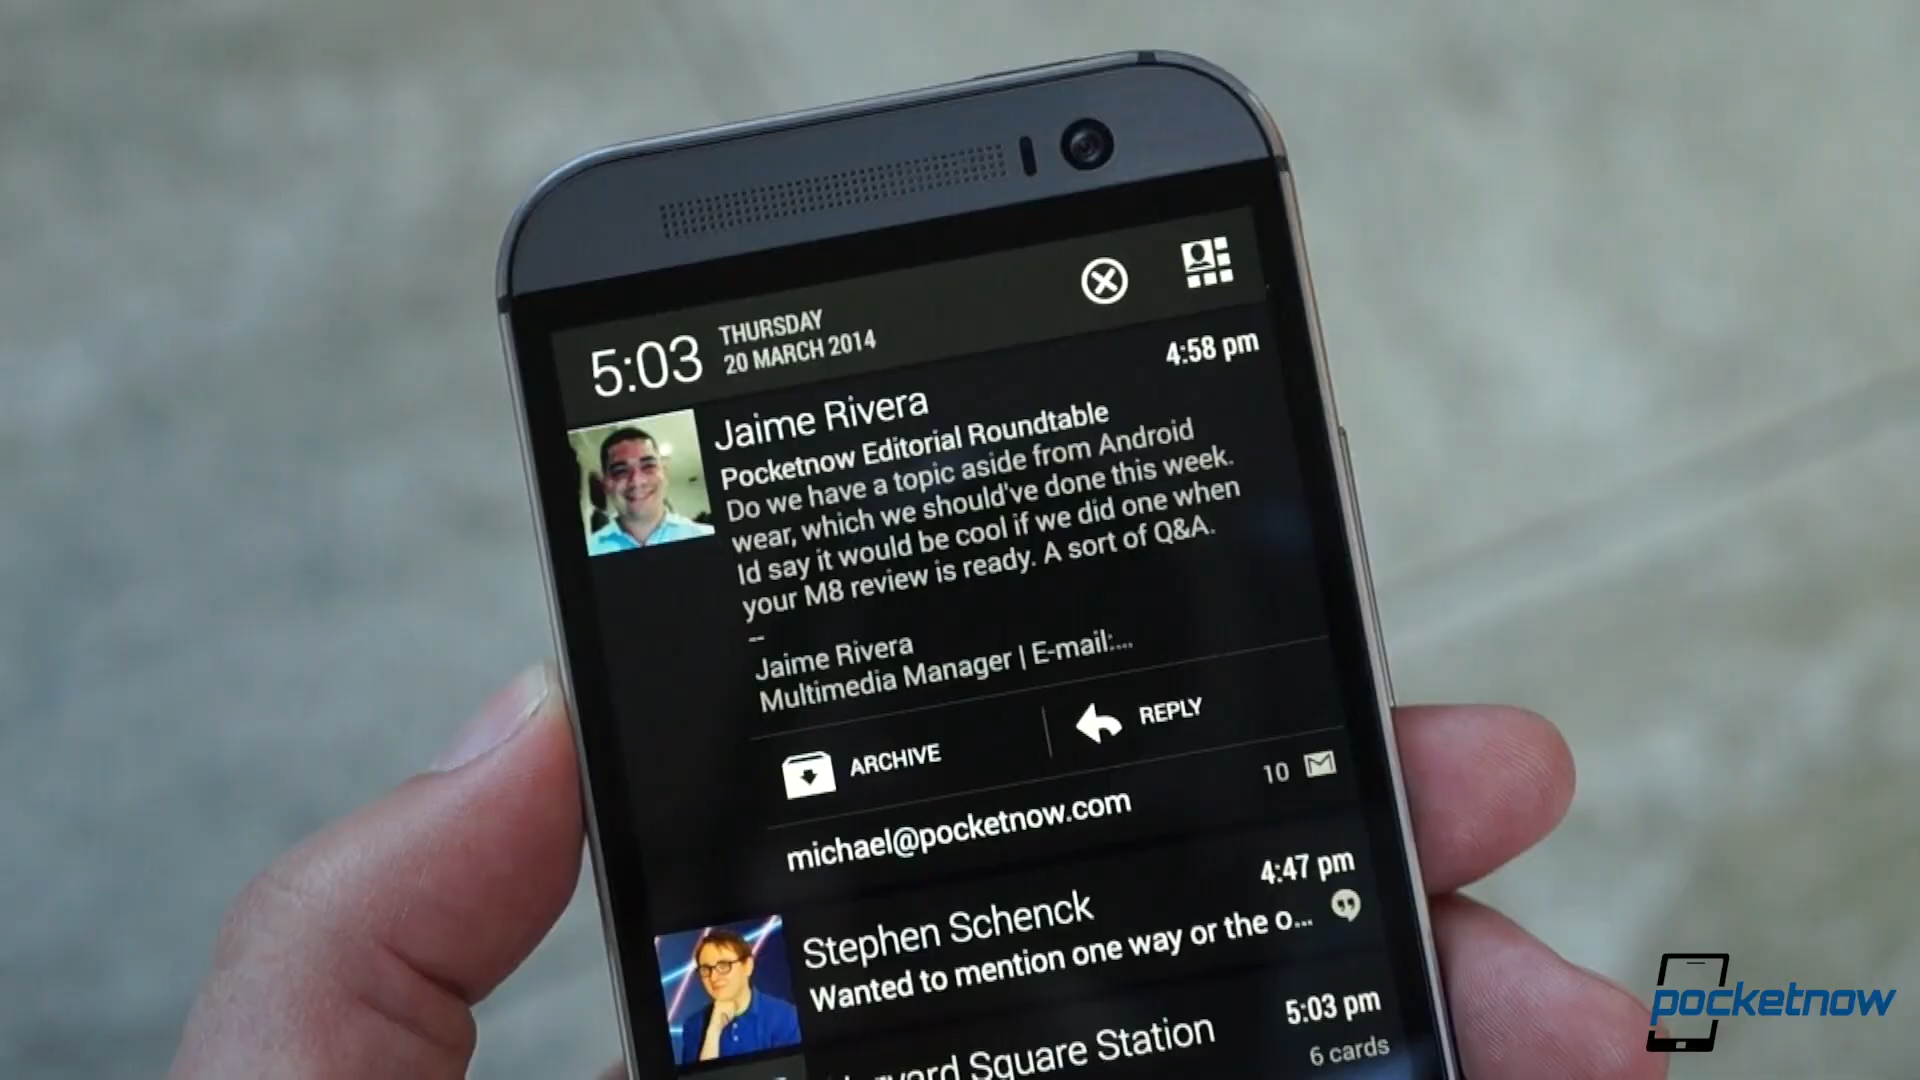 5:03
THURSDAY
20 MARCH 2014
4:58 pm
Jaime Rivera
Pocketnow Editorial Roundtable
Do we have a topic aside from Android
wear, which we should've done this week.
Id say it would be cool if we did one when
your M8 review is ready. A sort of Q&A.
--
Jaime Rivera
Multimedia Manager | E-mail:...
ARCHIVE
REPLY
michael@pocketnow.com
10
4:47 pm
Stephen Schenck
Wanted to mention one way or the o...
5:03 pm
Square Station
6 cards
pocketnow